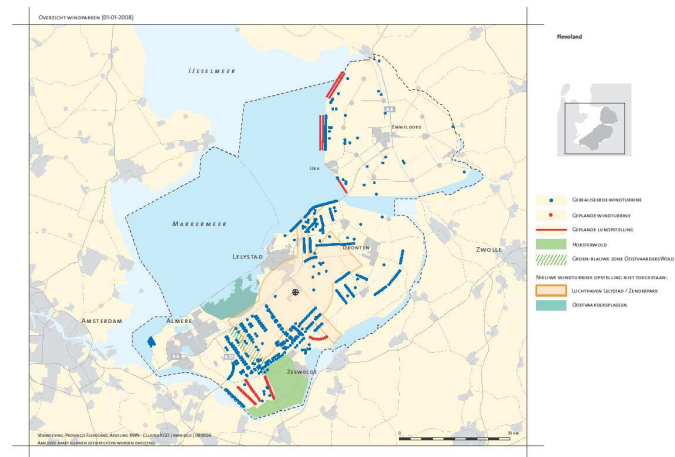 OVERZICHT WINDPARKEN (01-01-2008)
Flevoland
IJSSELMEER
EMMELOORD
URK
GEREALISEERDE WINDTURBINE
GEPLANDE WINDTURBINE
GEPLANDE LIJNOPSTELLING
HORSTERWOLD
GROEN-BLAUWE ZONE OOSTVAARDERSWOLD
NIEUWE WINDTURBINE OPSTELLING NIET TOEGESTAAN:
LUCHTHAVEN LELYSTAD / ZENDERPARK
OOSTVAARDERSPLASSEN
MARKERMEER
DRONTEN
ZWOLLE
LELYSTAD
AMSTERDAM
ALMERE
A 6
ZEEWOLDE